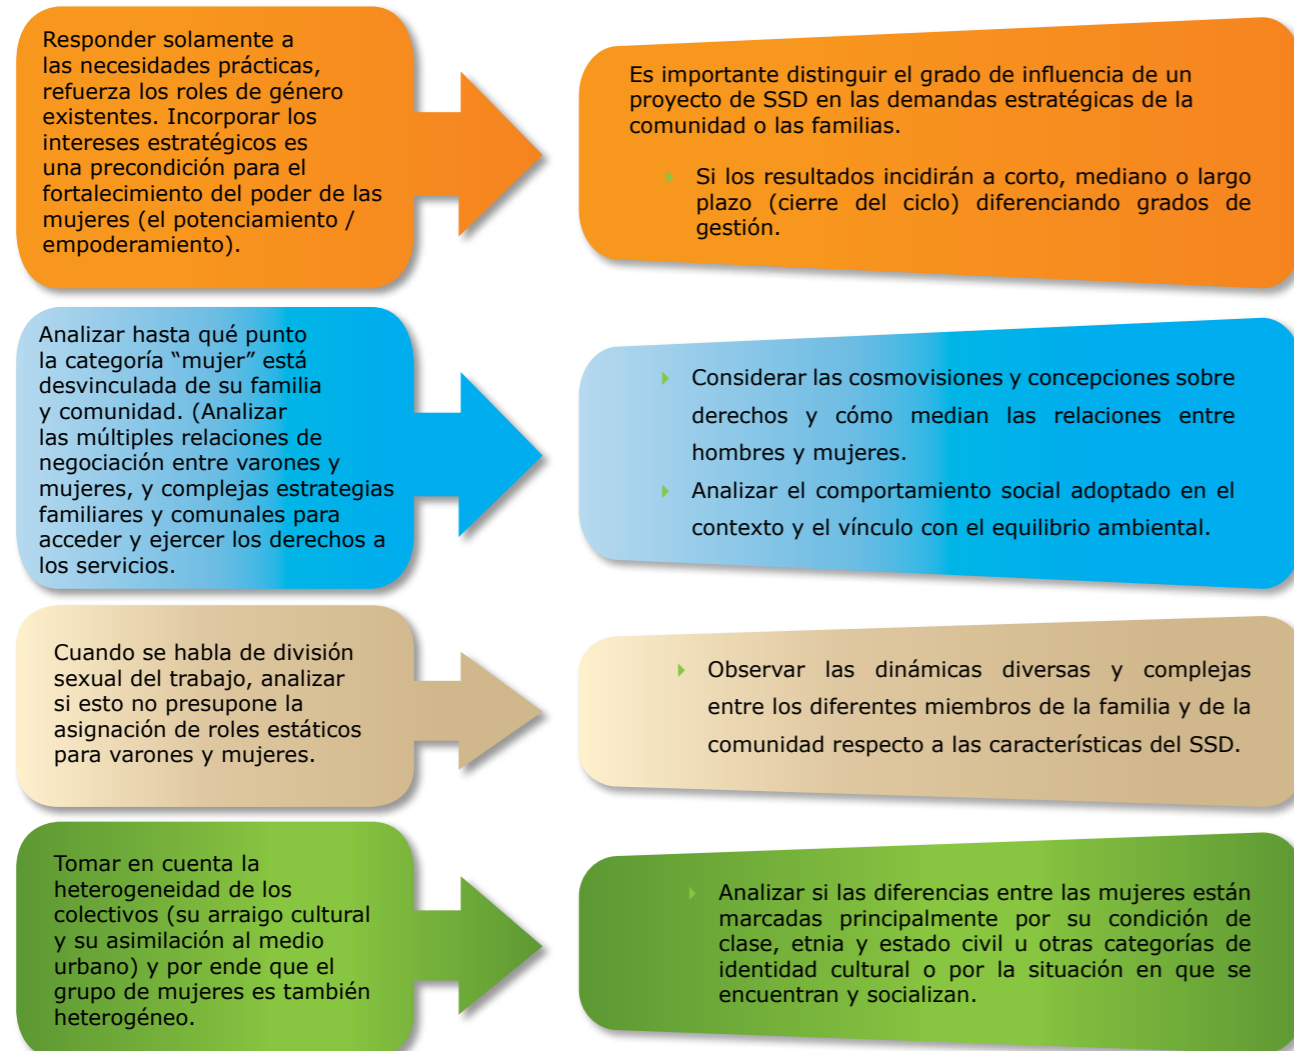 Responder solamente a
las necesidades prácticas,
refuerza los roles de género
existentes. Incorporar los
intereses estratégicos es
una precondición para el
fortalecimiento del poder de las
mujeres (el potenciamiento /
empoderamiento).
Es importante distinguir el grado de influencia de un
proyecto de SSD en las demandas estratégicas de la
comunidad o las familias.
Si los resultados incidirán a corto, mediano o largo
plazo (cierre del ciclo) diferenciando grados de
gestión.
Analizar hasta qué punto
la categoría “mujer” está
desvinculada de su familia
y comunidad. (Analizar
las múltiples relaciones de
negociación entre varones y
mujeres, y complejas estrategias
familiares y comunales para
acceder y ejercer los derechos a
los servicios.
Considerar las cosmovisiones y concepciones sobre
derechos y cómo median las relaciones entre
hombres y mujeres.
Analizar el comportamiento social adoptado en el
contexto y el vínculo con el equilibrio ambiental.
Cuando se habla de división
sexual del trabajo, analizar
si esto no presupone la
asignación de roles estáticos
para varones y mujeres.
Observar las dinámicas diversas y complejas
entre los diferentes miembros de la familia y de la
comunidad respecto a las características del SSD.
Tomar en cuenta la
heterogeneidad de los
colectivos (su arraigo cultural
y su asimilación al medio
urbano) y por ende que el
grupo de mujeres es también
heterogéneo.
Analizar si las diferencias entre las mujeres están
marcadas principalmente por su condición de
clase, etnia y estado civil u otras categorías de
identidad cultural o por la situación en que se
encuentran y socializan.